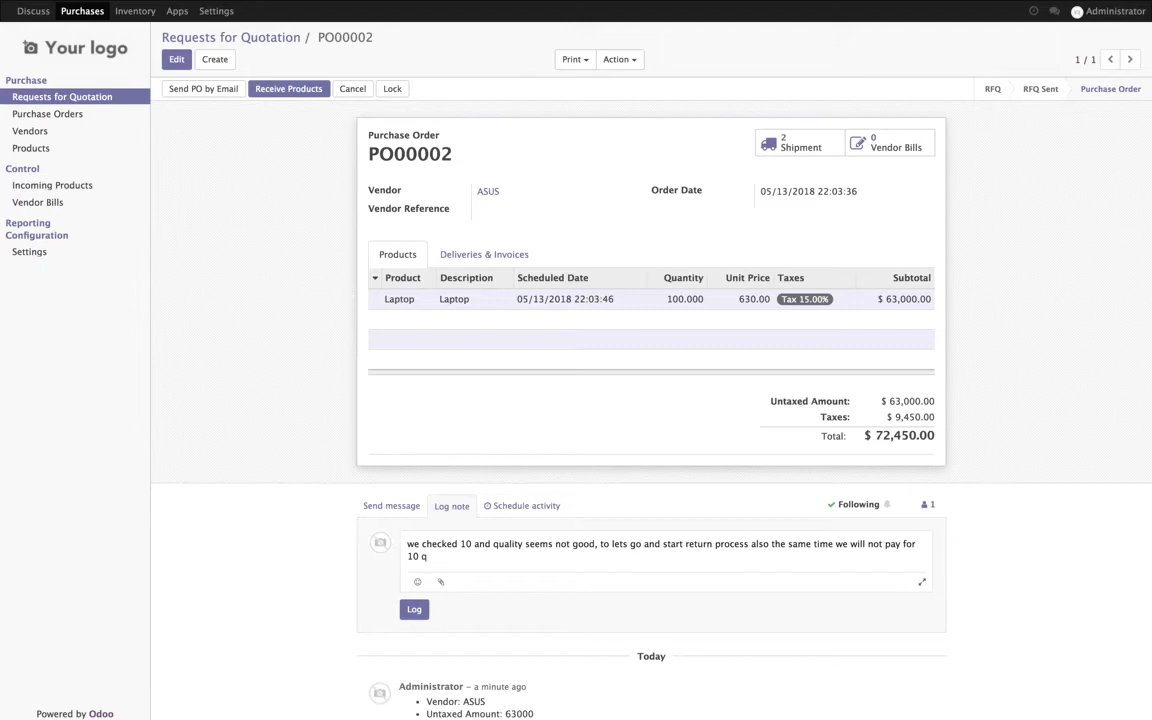 Discuss Purchases Inventory Apps Settings Administrator
Your logo
Requests for Quotation / PO00002
Edit Create Print Action 1 / 1
Purchase
Requests for Quotation
Purchase Orders
Vendors
Products
Control
Incoming Products
Vendor Bills
Reporting
Configuration
Settings
Powered by Odoo
Send PO by Email Receive Products Cancel Lock RFQ RFQ Sent Purchase Order
Purchase Order
PO00002
2 Shipment
0 Vendor Bills
Vendor ASUS Order Date 05/13/2018 22:03:36
Vendor Reference
Products Deliveries & Invoices
Product Description Scheduled Date Quantity Unit Price Taxes Subtotal
Laptop Laptop 05/13/2018 22:03:46 100.000 630.00 Tax 15.00% $ 63,000.00
Untaxed Amount: $ 63,000.00
Taxes: $ 9,450.00
Total: $ 72,450.00
Send message Log note Schedule activity Following 1
we checked 10 and quality seems not good, to lets go and start return process also the same time we will not pay for
10 q
Log
Today
Administrator – a minute ago
• Vendor: ASUS
• Untaxed Amount: 63000